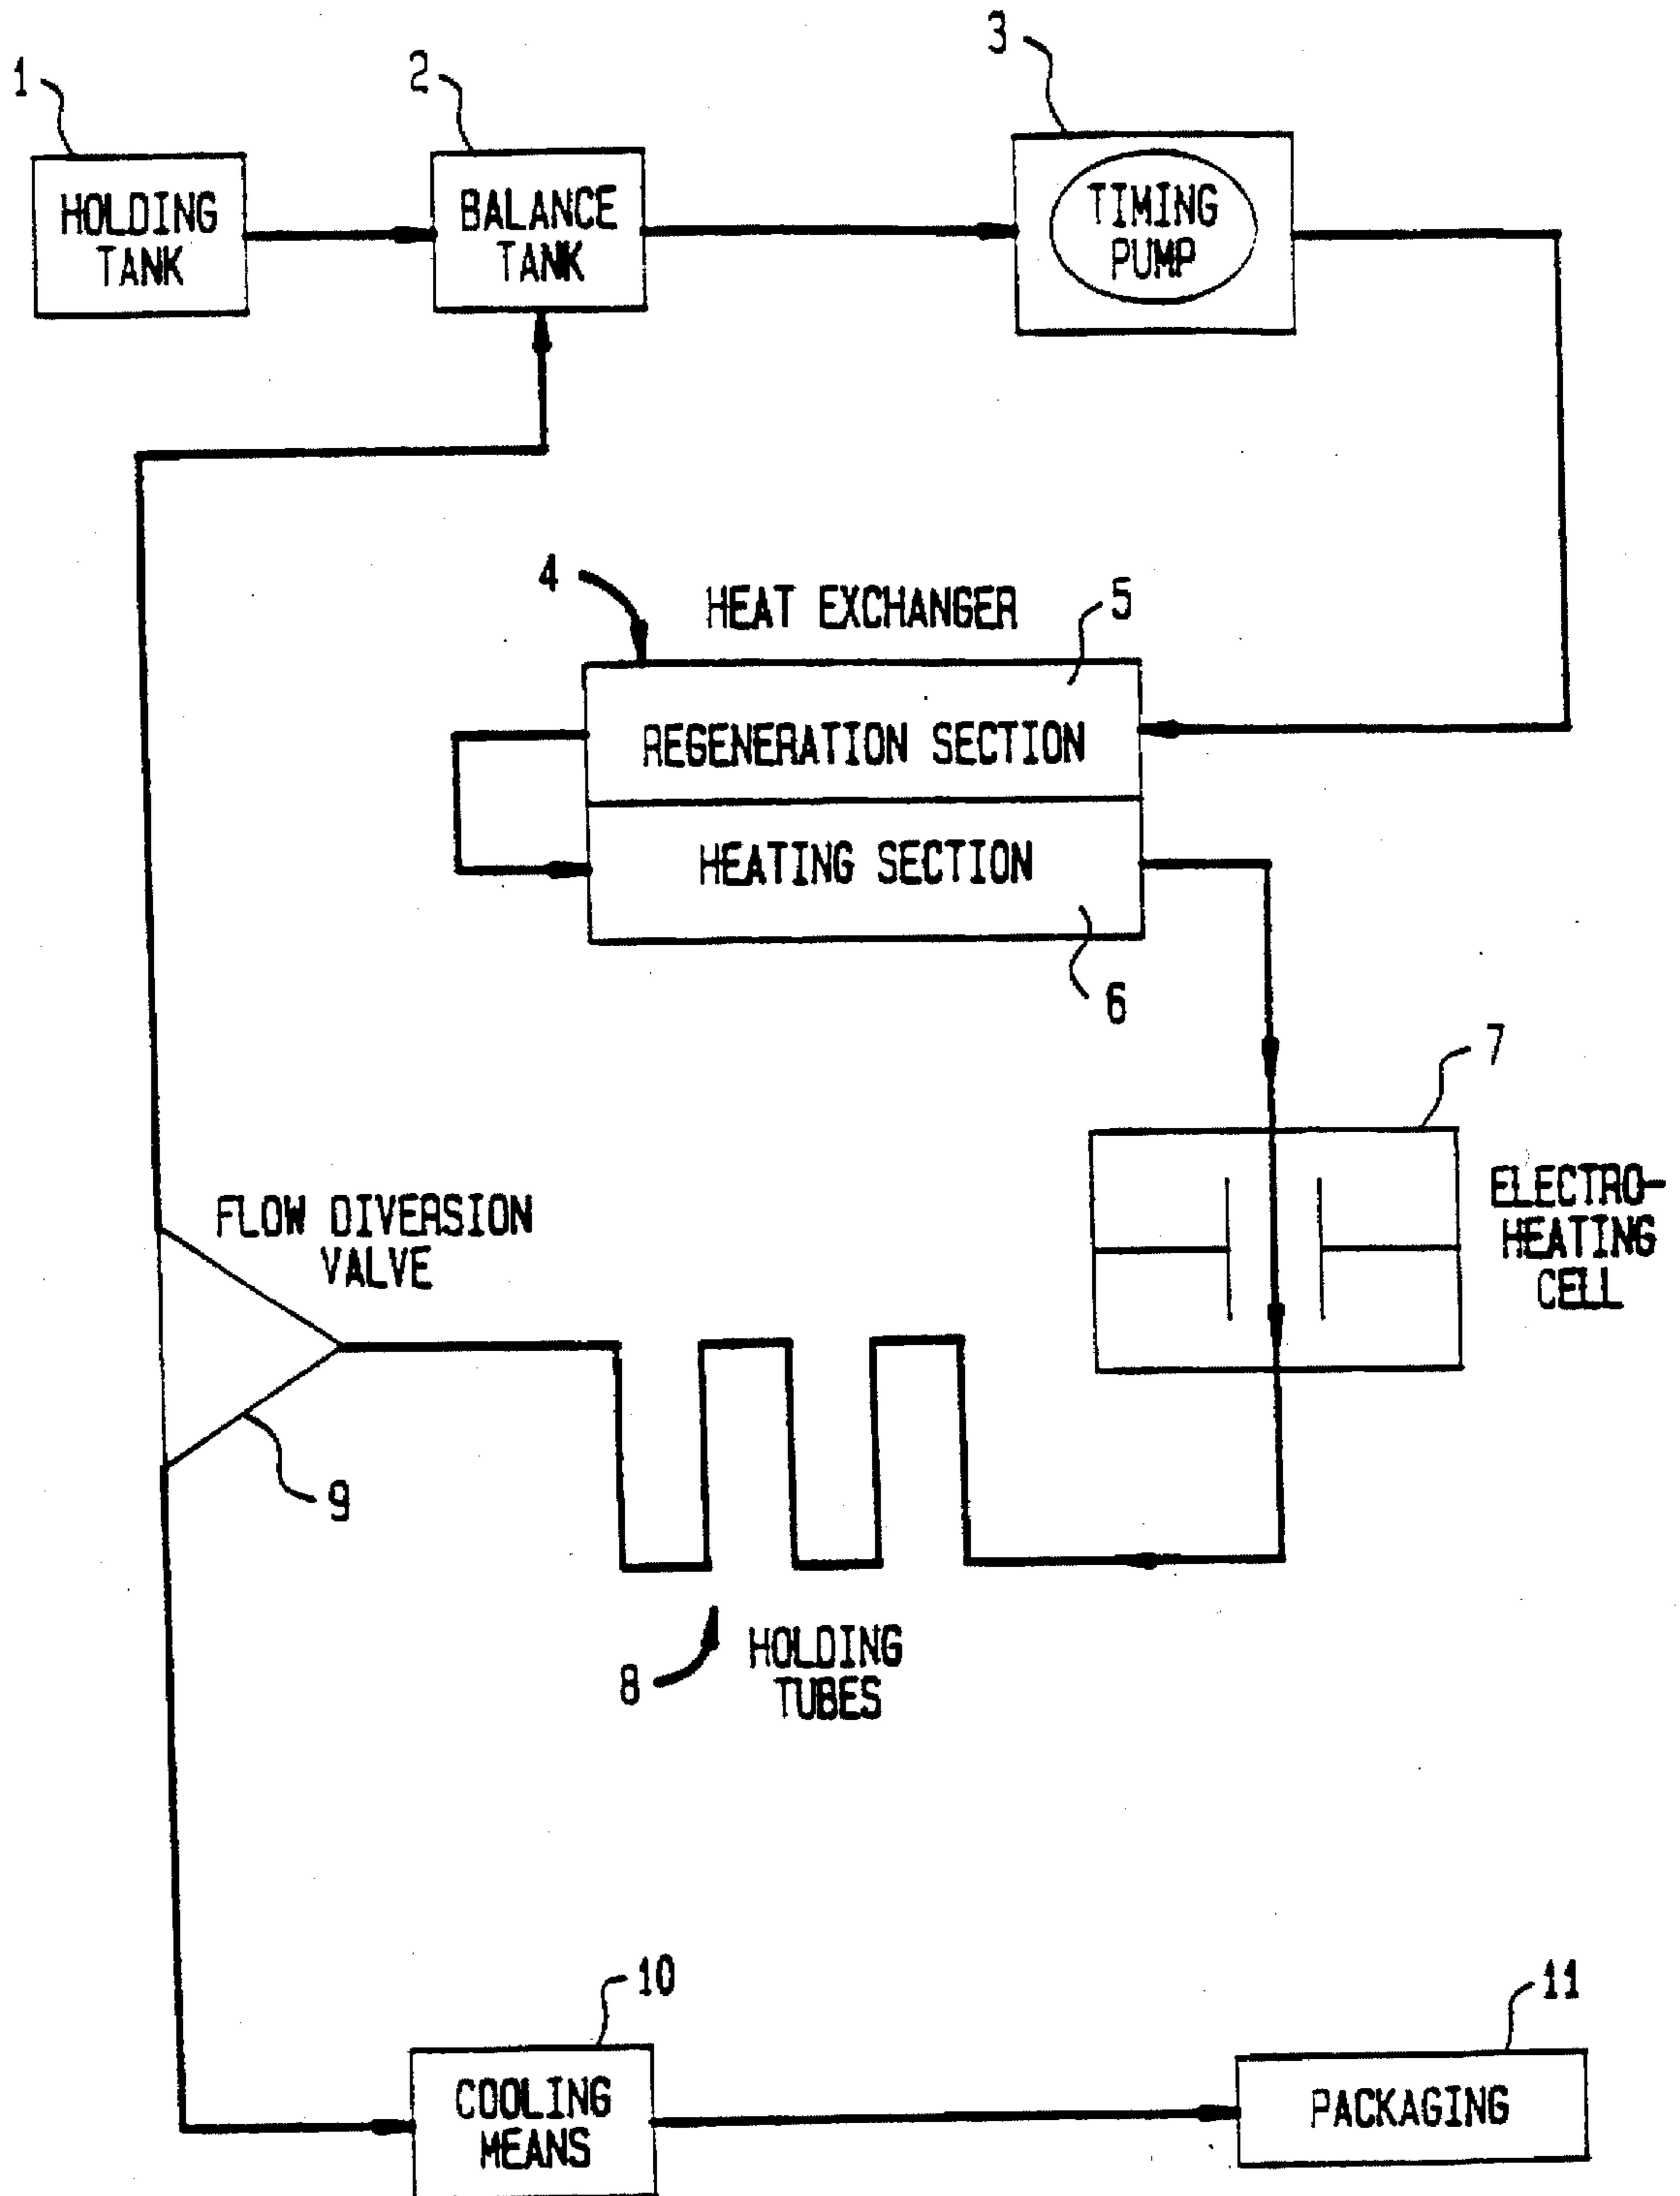 1
2
3
HOLDING
TANK
BALANCE
TANK
TIMING
PUMP
4
HEAT EXCHANGER
5
REGENERATION SECTION
HEATING SECTION
6
7
ELECTRO-
HEATING
CELL
FLOW DIVERSION
VALVE
9
8
HOLDING
TUBES
10
11
COOLING
MEANS
PACKAGING